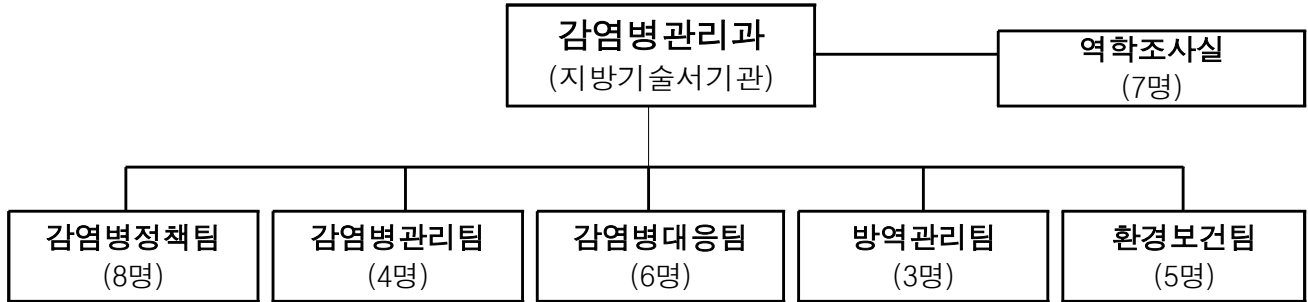 감염병관리과
(지방기술서기관)
역학조사실
(7명)
감염병정책팀
(8명)
감염병관리팀
(4명)
감염병대응팀
(6명)
방역관리팀
(3명)
환경보건팀
(5명)